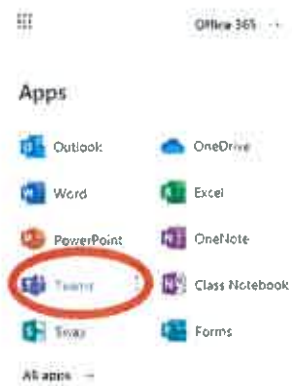 Office 365 →
Apps
Outlook OneDrive
Word Excel
PowerPoint OneNote
Teams Class Notebook
Sway Forms
All apps →